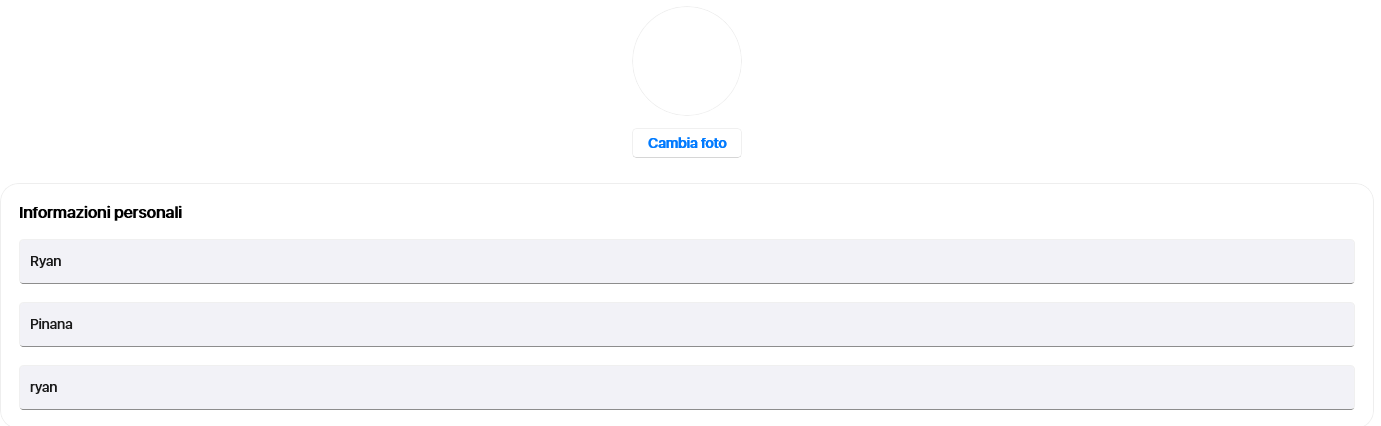 Cambia foto
Informazioni personali
Ryan
Pinana
ryan